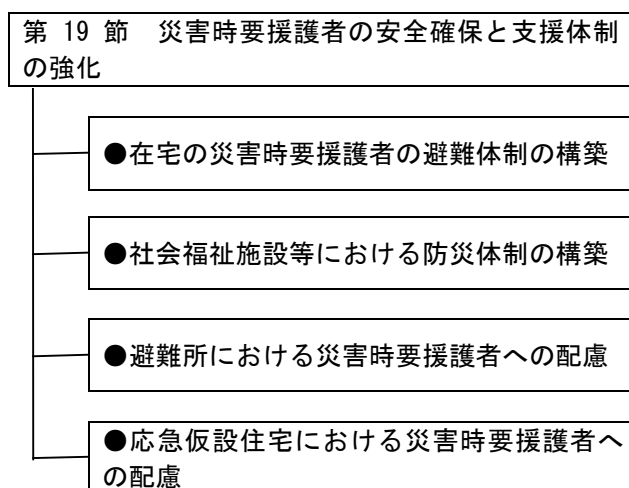 第 19 節　災害時要援護者の安全確保と支援体制
の強化
●在宅の災害時要援護者の避難体制の構築
●社会福祉施設等における防災体制の構築
●避難所における災害時要援護者への配慮
●応急仮設住宅における災害時要援護者へ
の配慮